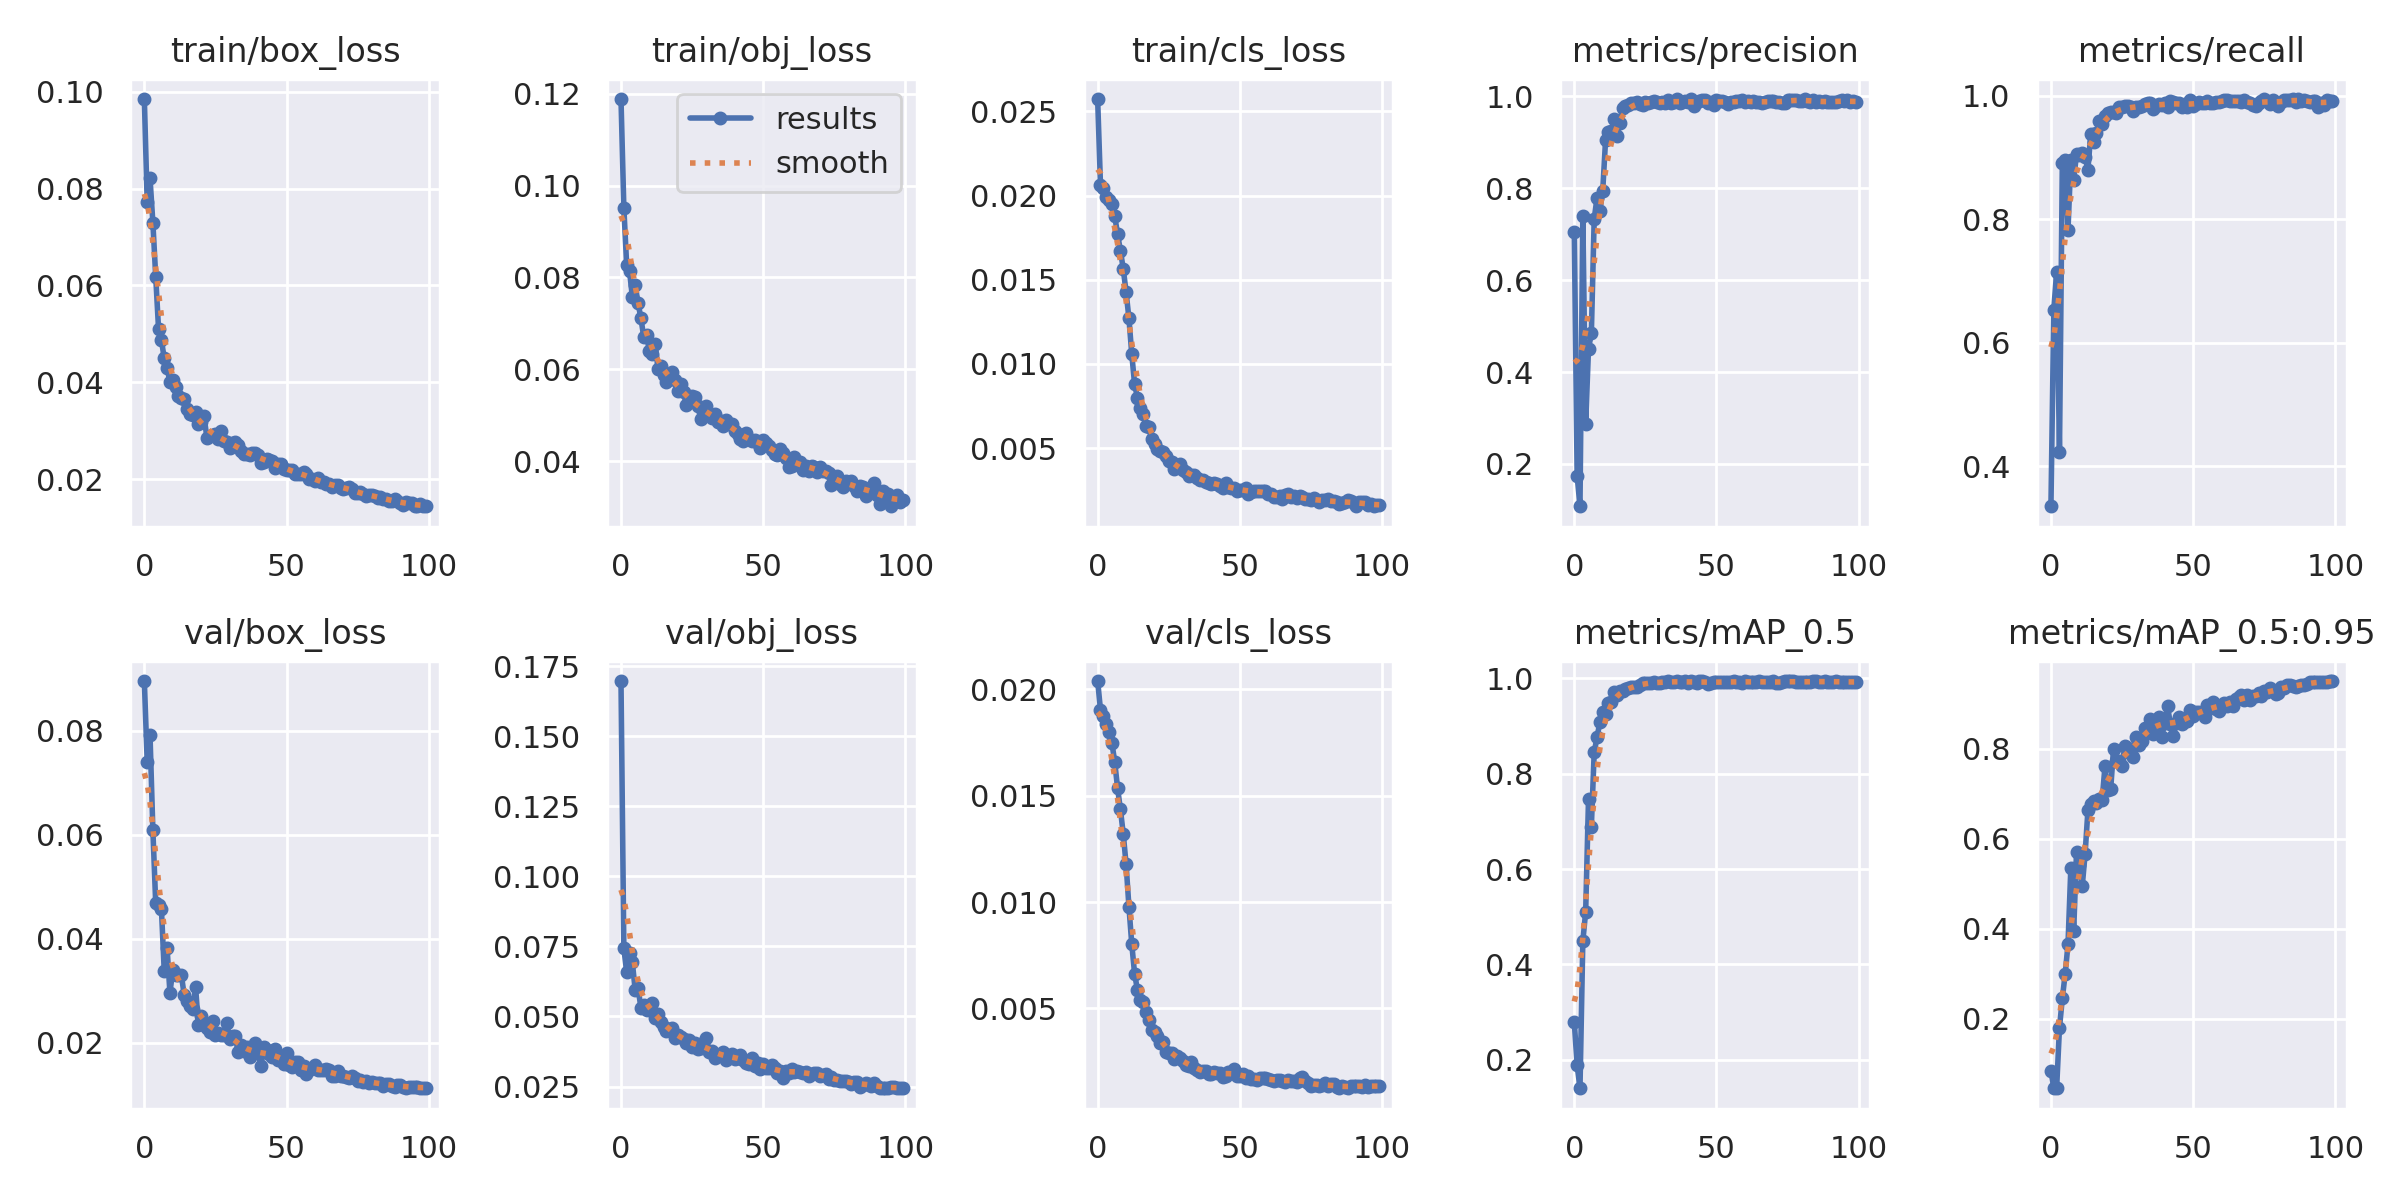 train/box_loss
train/obj_loss
train/cls_loss
metrics/precision
metrics/recall
0.10
0.08
0.06
0.04
0.02
0 50 100
0.12
0.10
0.08
0.06
0.04
results
smooth
0 50 100
0.025
0.020
0.015
0.010
0.005
0 50 100
1.0
0.8
0.6
0.4
0.2
0 50 100
1.0
0.8
0.6
0.4
0 50 100
val/box_loss
val/obj_loss
val/cls_loss
metrics/mAP_0.5
metrics/mAP_0.5:0.95
0.08
0.06
0.04
0.02
0 50 100
0.175
0.150
0.125
0.100
0.075
0.050
0.025
0 50 100
0.020
0.015
0.010
0.005
0 50 100
1.0
0.8
0.6
0.4
0.2
0 50 100
0.8
0.6
0.4
0.2
0 50 100